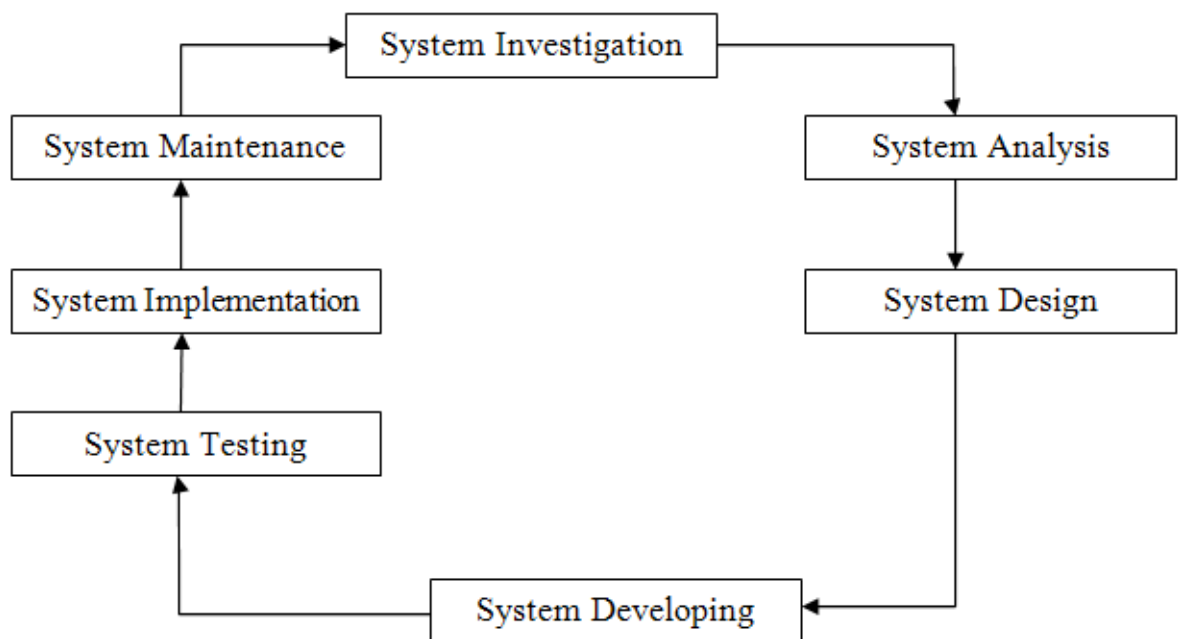 System Investigation
System Analysis
System Design
System Developing
System Testing
System Implementation
System Maintenance